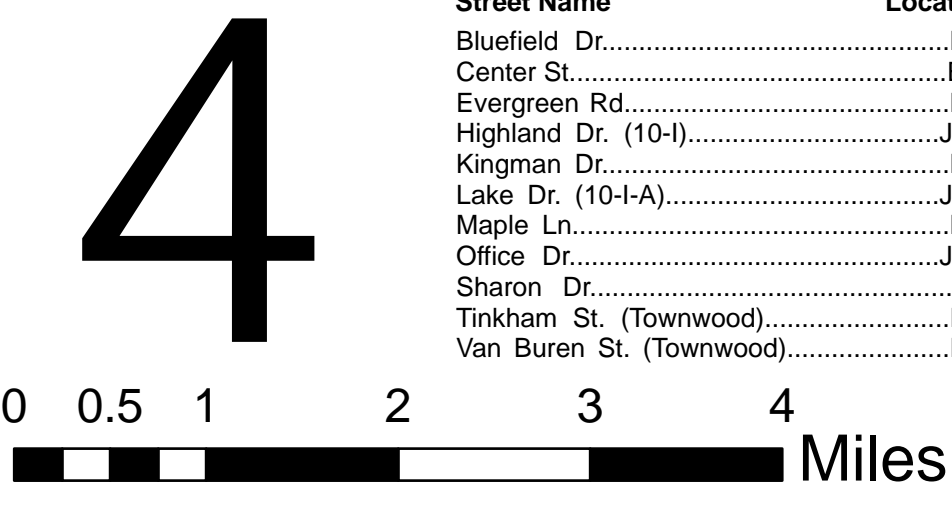 4
Street Name
Bluefield Dr.
Center St.
Evergreen Rd.
Highland Dr. (10-I) J
Kingman Dr.
Lake Dr. (10-I-A) J
Maple Ln.
Office Dr. J
Sharon Dr.
Tinkham St. (Townwood)
Van Buren St. (Townwood)
0 0.5 1 2 3 4
Miles